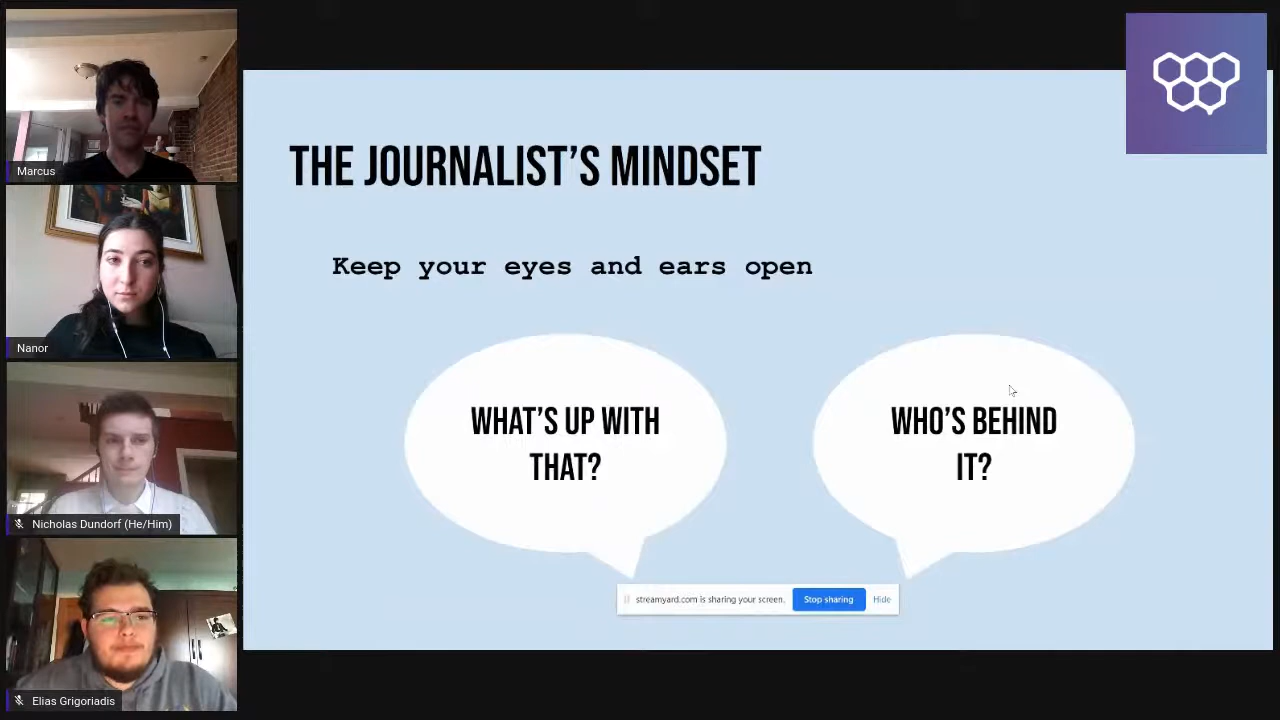 Marcus
Nanor
Nicholas Dundorf (He/Him)
Elias Grigoriadis
THE JOURNALIST’S MINDSET
Keep your eyes and ears open
WHAT’S UP WITH
THAT?
WHO’S BEHIND
IT?
streamyard.com is sharing your screen.
Stop sharing
Hide